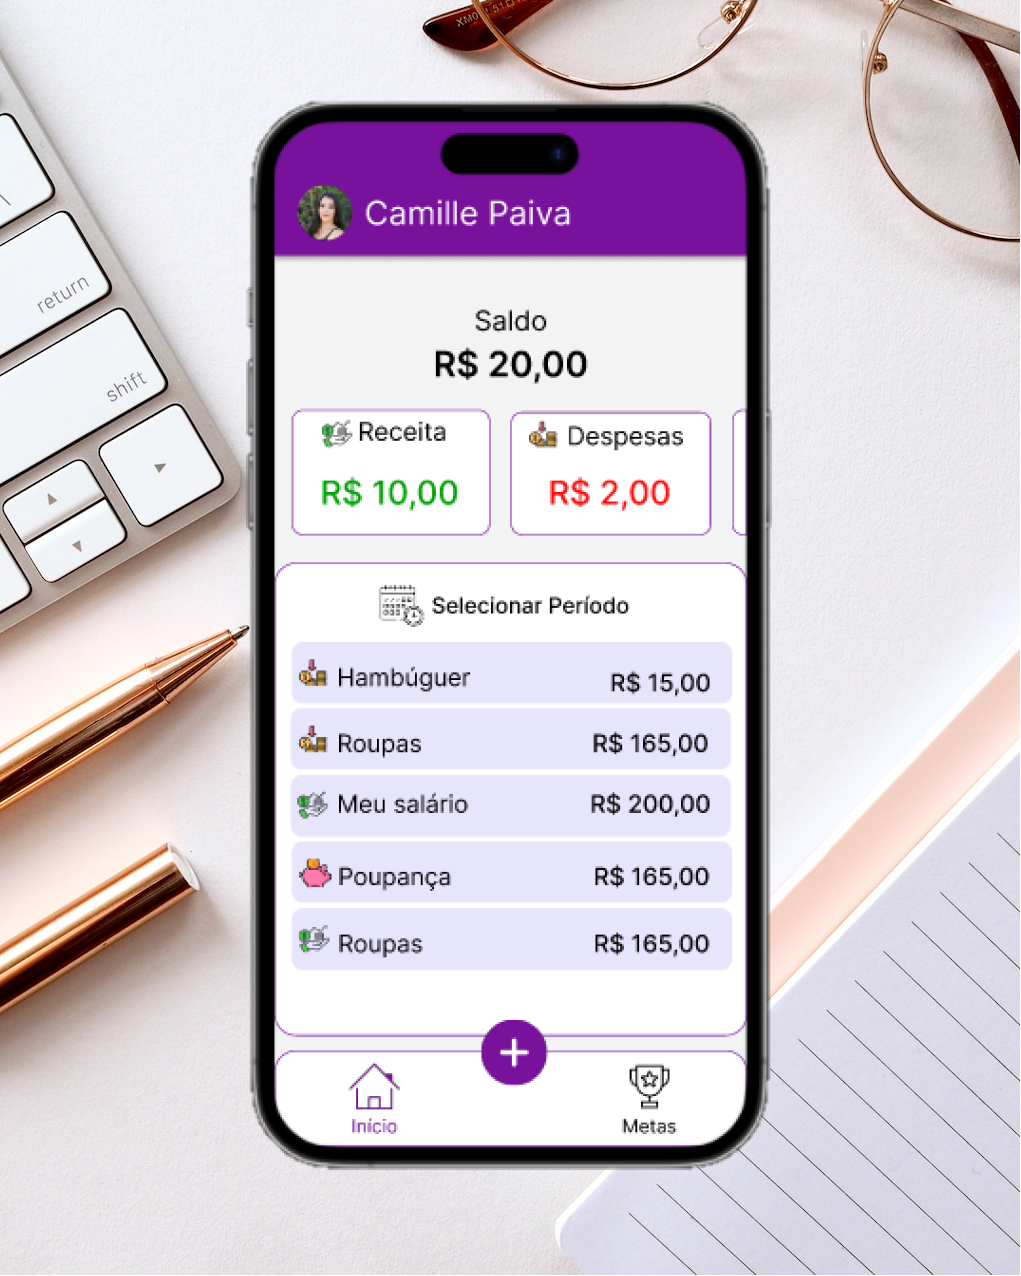 return
shift
Camille Paiva
Saldo
R$ 20,00
Receita
R$ 10,00
Despesas
R$ 2,00
Selecionar Período
Hambúguer
R$ 15,00
Roupas
R$ 165,00
Meu salário
R$ 200,00
Poupança
R$ 165,00
Roupas
R$ 165,00
+
Início
Metas